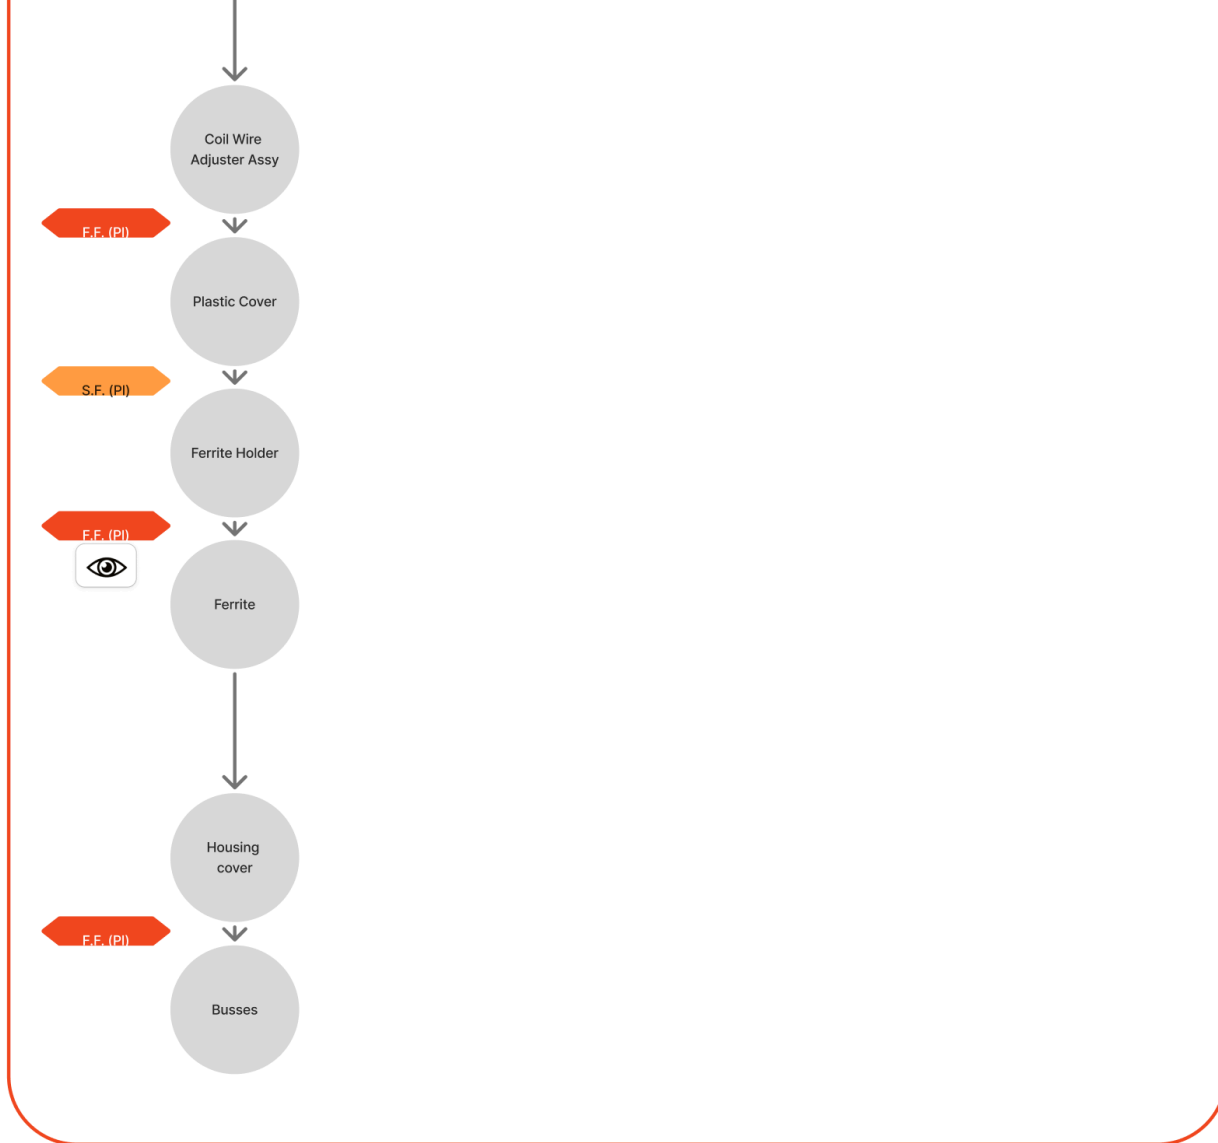 Coil Wire
Adjuster Assy
F.F. (PI)
Plastic Cover
S.F. (PI)
Ferrite Holder
F.F. (PI)
Ferrite
Housing
cover
F.F. (PI)
Busses